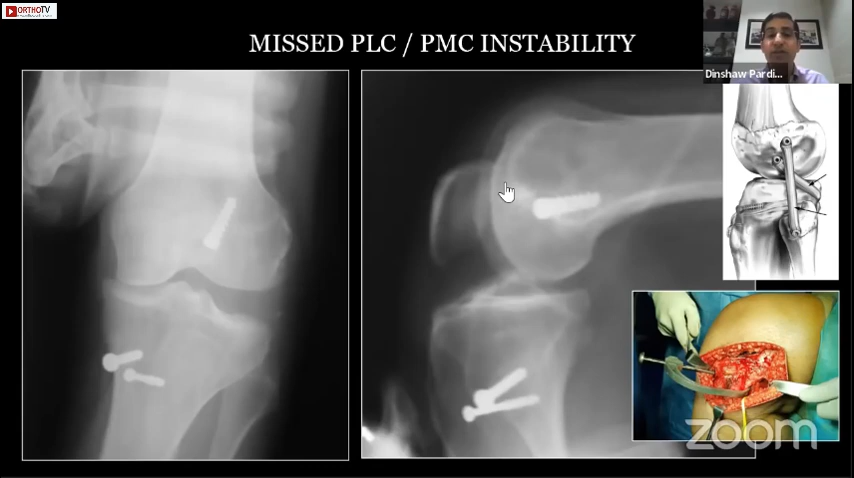 ORTHOTV
MISSED PLC / PMC INSTABILITY
Dinshaw Pardi...
zoom